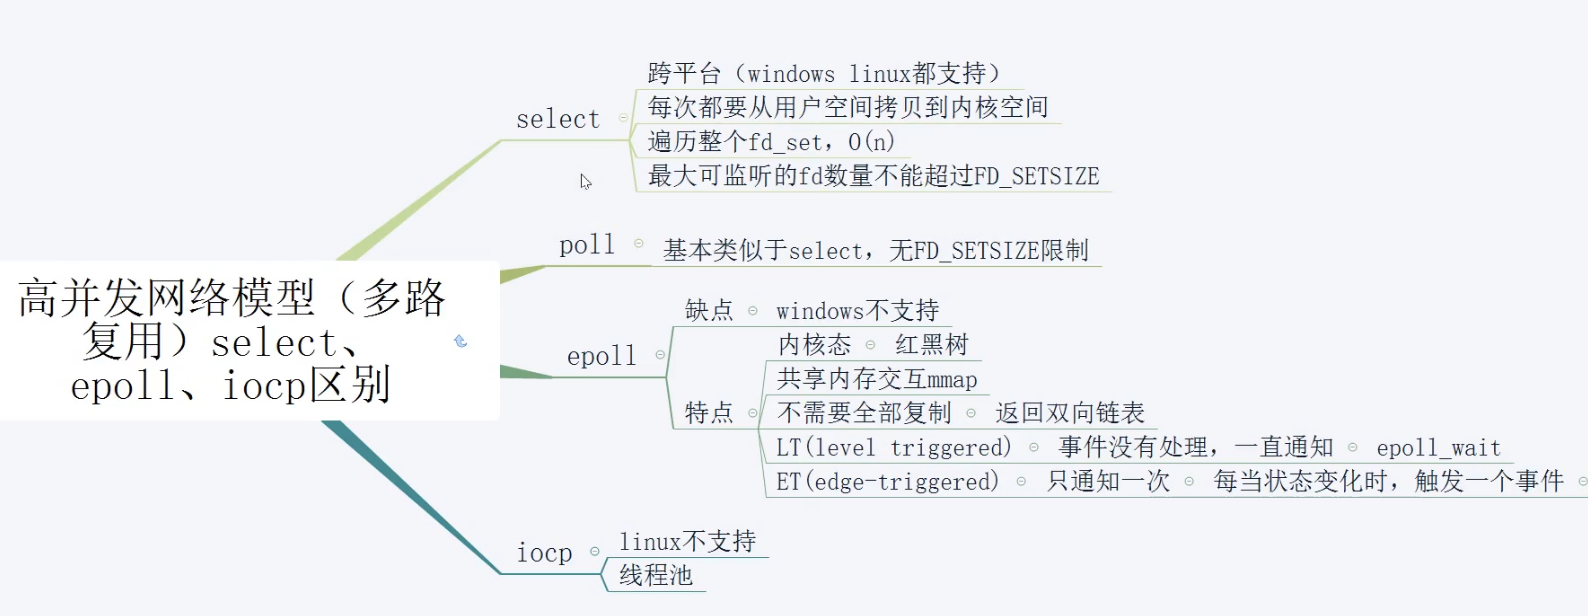 跨平台（windows linux都支持）
select
每次都要从用户空间拷贝到内核空间
遍历整个fd_set，O(n)
最大可监听的fd数量不能超过FD_SETSIZE
poll
基本类似于select，无FD_SETSIZE限制
高并发网络模型（多路
复用）select、
epoll、iocp区别
epoll
缺点
windows不支持
特点
内核态
红黑树
共享内存交互mmap
不需要全部复制
返回双向链表
LT(level triggered)
事件没有处理，一直通知
epoll_wait
ET(edge-triggered)
只通知一次
每当状态变化时，触发一个事件
iocp
linux不支持
线程池